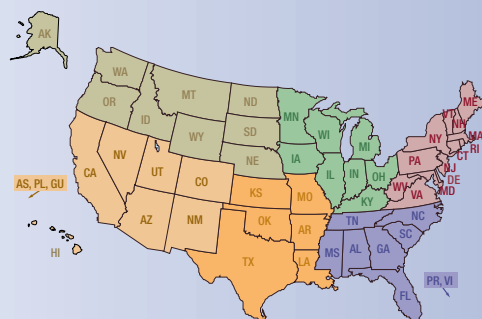 AK
WA
MT
ND
MN
ME
VT
NH
OR
ID
SD
WI
MI
NY
MA
RI
CT
WY
NE
IA
PA
NJ
DE
MD
NV
UT
CO
IL
IN
OH
WV
VA
CA
KS
MO
KY
AS, PL, GU
AZ
NM
OK
AR
TN
NC
SC
MS
AL
GA
HI
TX
LA
PR, VI
FL